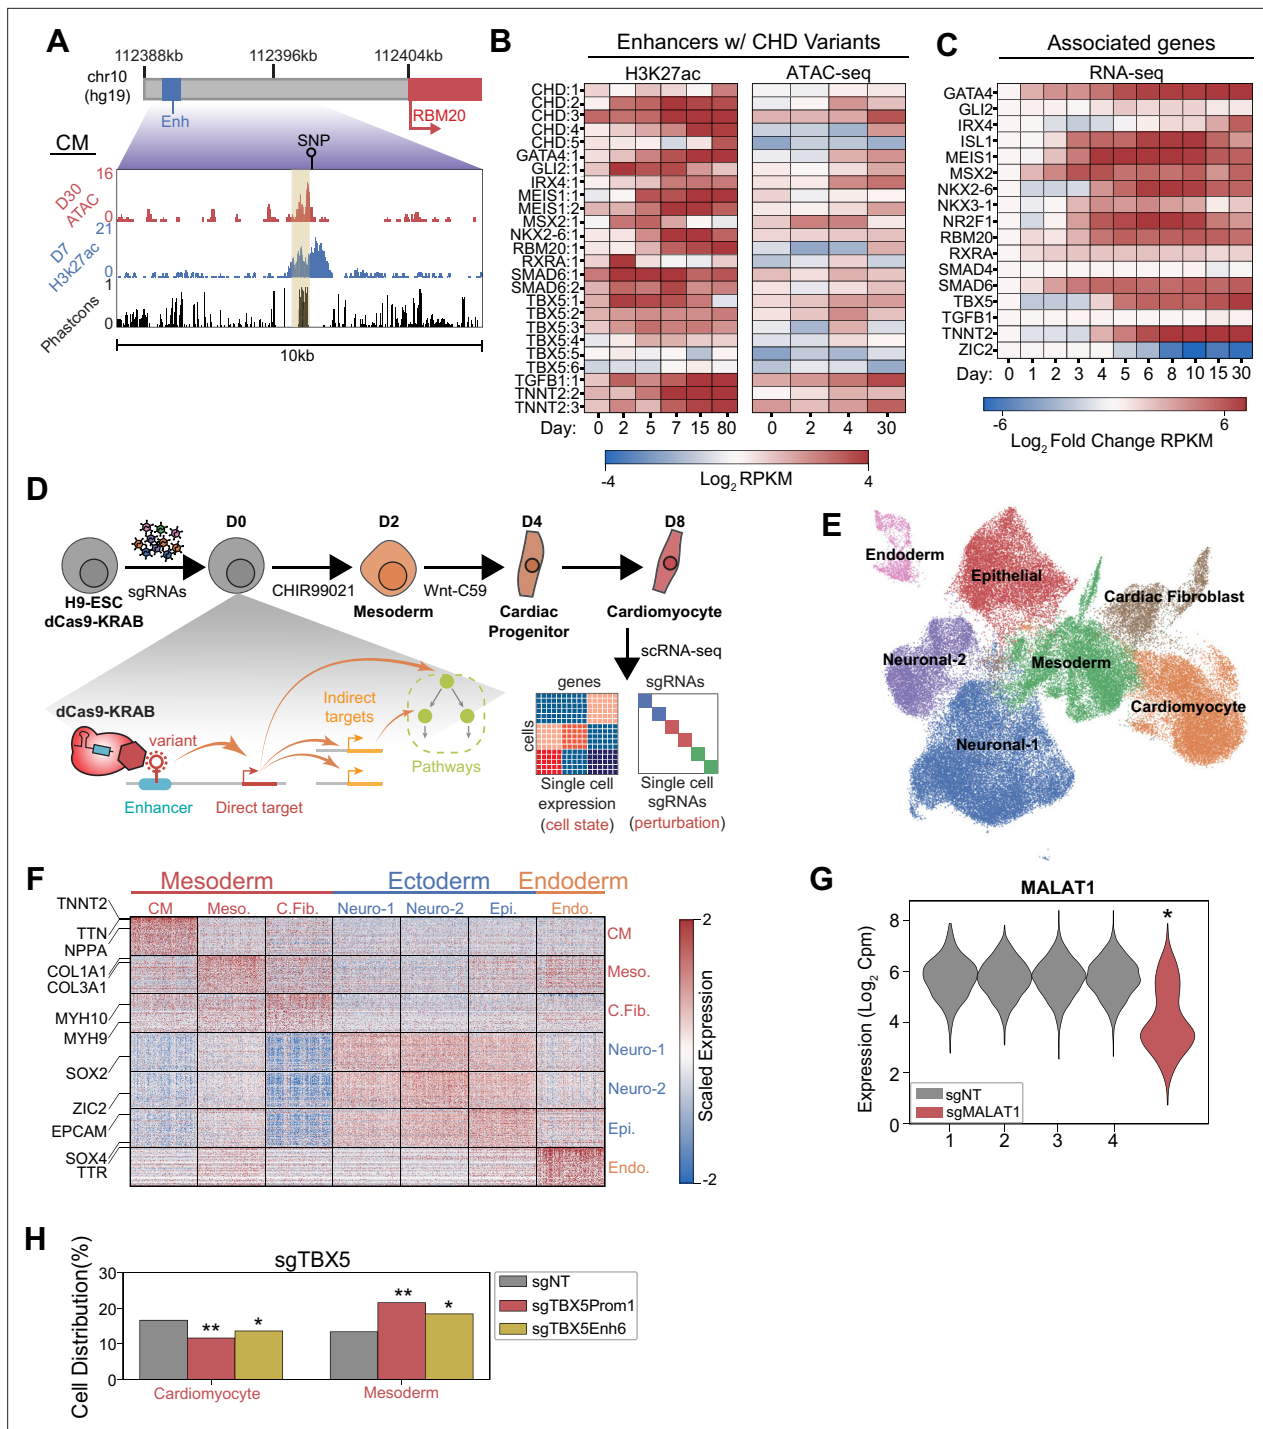 A
112388kb
112396kb
112404kb
chr10
(hg19)
Enh
RBM20
CM
SNP
16
D30
ATAC
0
21
D7
H3k27ac
0
1
Phastcons
0
10kb
B
Enhancers w/ CHD Variants
H3K27ac
ATAC-seq
CHD:1
CHD:2
CHD:3
CHD:4
CHD:5
GATA4:1
GLI2:1
IRX4:1
MEIS1:1
MEIS1:2
MSX2:1
NKX2-6:1
RBM20:1
RXRA:1
SMAD6:1
SMAD6:2
TBX5:1
TBX5:2
TBX5:3
TBX5:4
TBX5:5
TBX5:6
TGFB1:1
TNNT2:2
TNNT2:3
Day: 0 2 5 7 15 80 0 2 4 30
-4 Log2 RPKM 4
C
Associated genes
RNA-seq
GATA4
GLI2
IRX4
ISL1
MEIS1
MSX2
NKX2-6
NKX3-1
NR2F1
RBM20
RXRA
SMAD4
SMAD6
TBX5
TGFB1
TNNT2
ZIC2
Day: 0 1 2 3 4 5 6 8 10 15 30
-6 6
Log2 Fold Change RPKM
D
D0 D2 D4 D8
sgRNAs
CHIR99021
Wnt-C59
H9-ESC
dCas9-KRAB
Mesoderm
Cardiac
Progenitor
Cardiomyocyte
scRNA-seq
dCas9-KRAB
variant
Enhancer
Direct target
Indirect
targets
Pathways
genes
cells
sgRNAs
Single cell
expression
(cell state)
Single cell
sgRNAs
(perturbation)
E
Endoderm
Epithelial
Cardiac Fibroblast
Neuronal-2
Mesoderm
Cardiomyocyte
Neuronal-1
F
Mesoderm Ectoderm Endoderm
CM Meso. C.Fib. Neuro-1 Neuro-2 Epi. Endo.
TNNT2
TTN
NPPA
COL1A1
COL3A1
MYH10
MYH9
SOX2
ZIC2
EPCAM
SOX4
TTR
CM
Meso.
C.Fib.
Neuro-1
Neuro-2
Epi.
Endo.
2
Scaled Expression
-2
G
MALAT1
Expression (Log2 Cpm)
8
6
4
2
0
*
sgNT
sgMALAT1
1 2 3 4
H
sgTBX5
Cell Distribution(%)
30
20
10
0
** *
** *
Cardiomyocyte
Mesoderm
sgNT
sgTBX5Prom1
sgTBX5Enh6